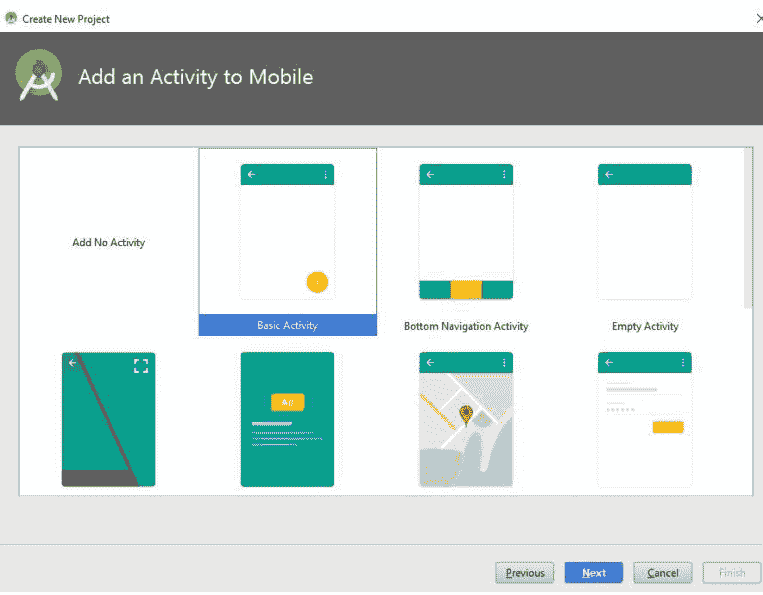 Create New Project
Add an Activity to Mobile
Add No Activity
Basic Activity
Bottom Navigation Activity
Empty Activity
Previous
Next
Cancel
Finish